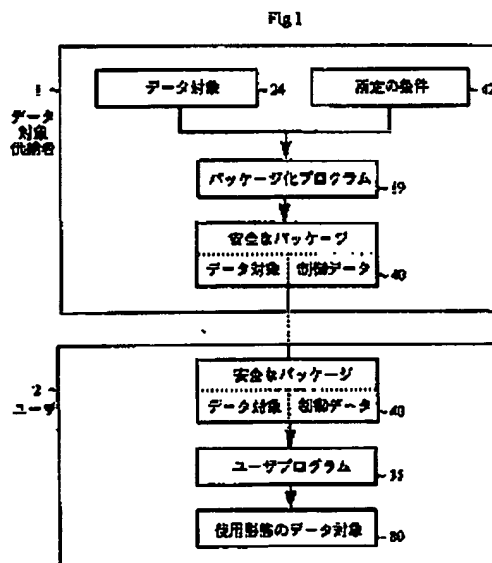 Fig 1
データ対象
24
所定の条件
42
1
データ
対象
供給者
パッケージ化プログラム
19
安全なパッケージ
データ対象 制御データ
40
2
ユーザ
安全なパッケージ
データ対象 制御データ
40
ユーザプログラム
35
使用形態のデータ対象
80